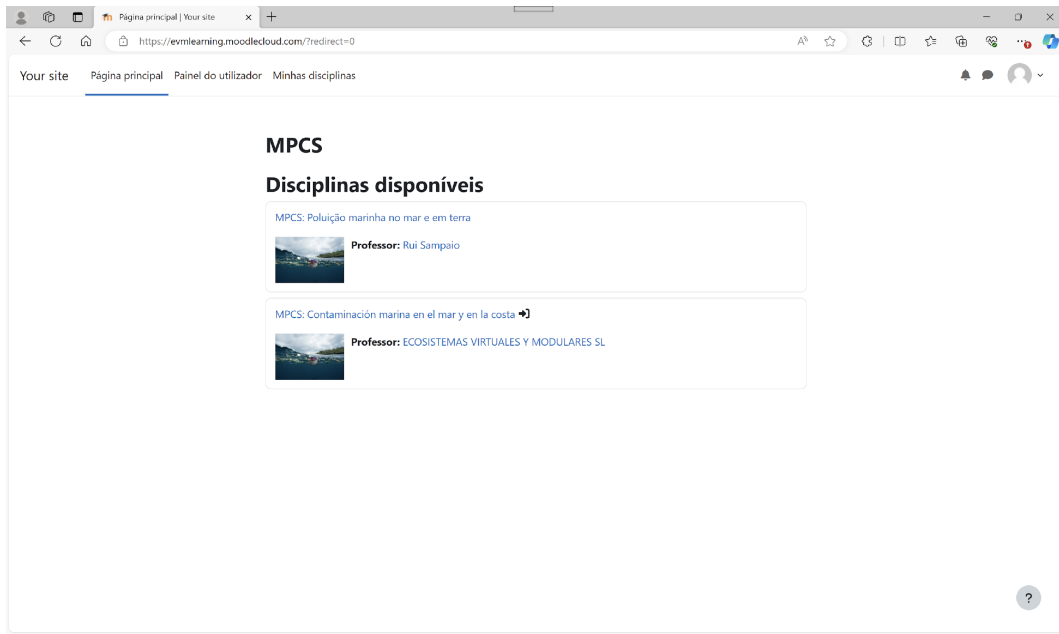 Página principal | Your site
https://evmlearning.moodlecloud.com/?redirect=0
Your site
Página principal
Painel do utilizador
Minhas disciplinas
MPCS
Disciplinas disponíveis
MPCS: Poluição marinha no mar e em terra
Professor: Rui Sampaio
MPCS: Contaminación marina en el mar y en la costa
Professor: ECOSISTEMAS VIRTUALES Y MODULARES SL
?